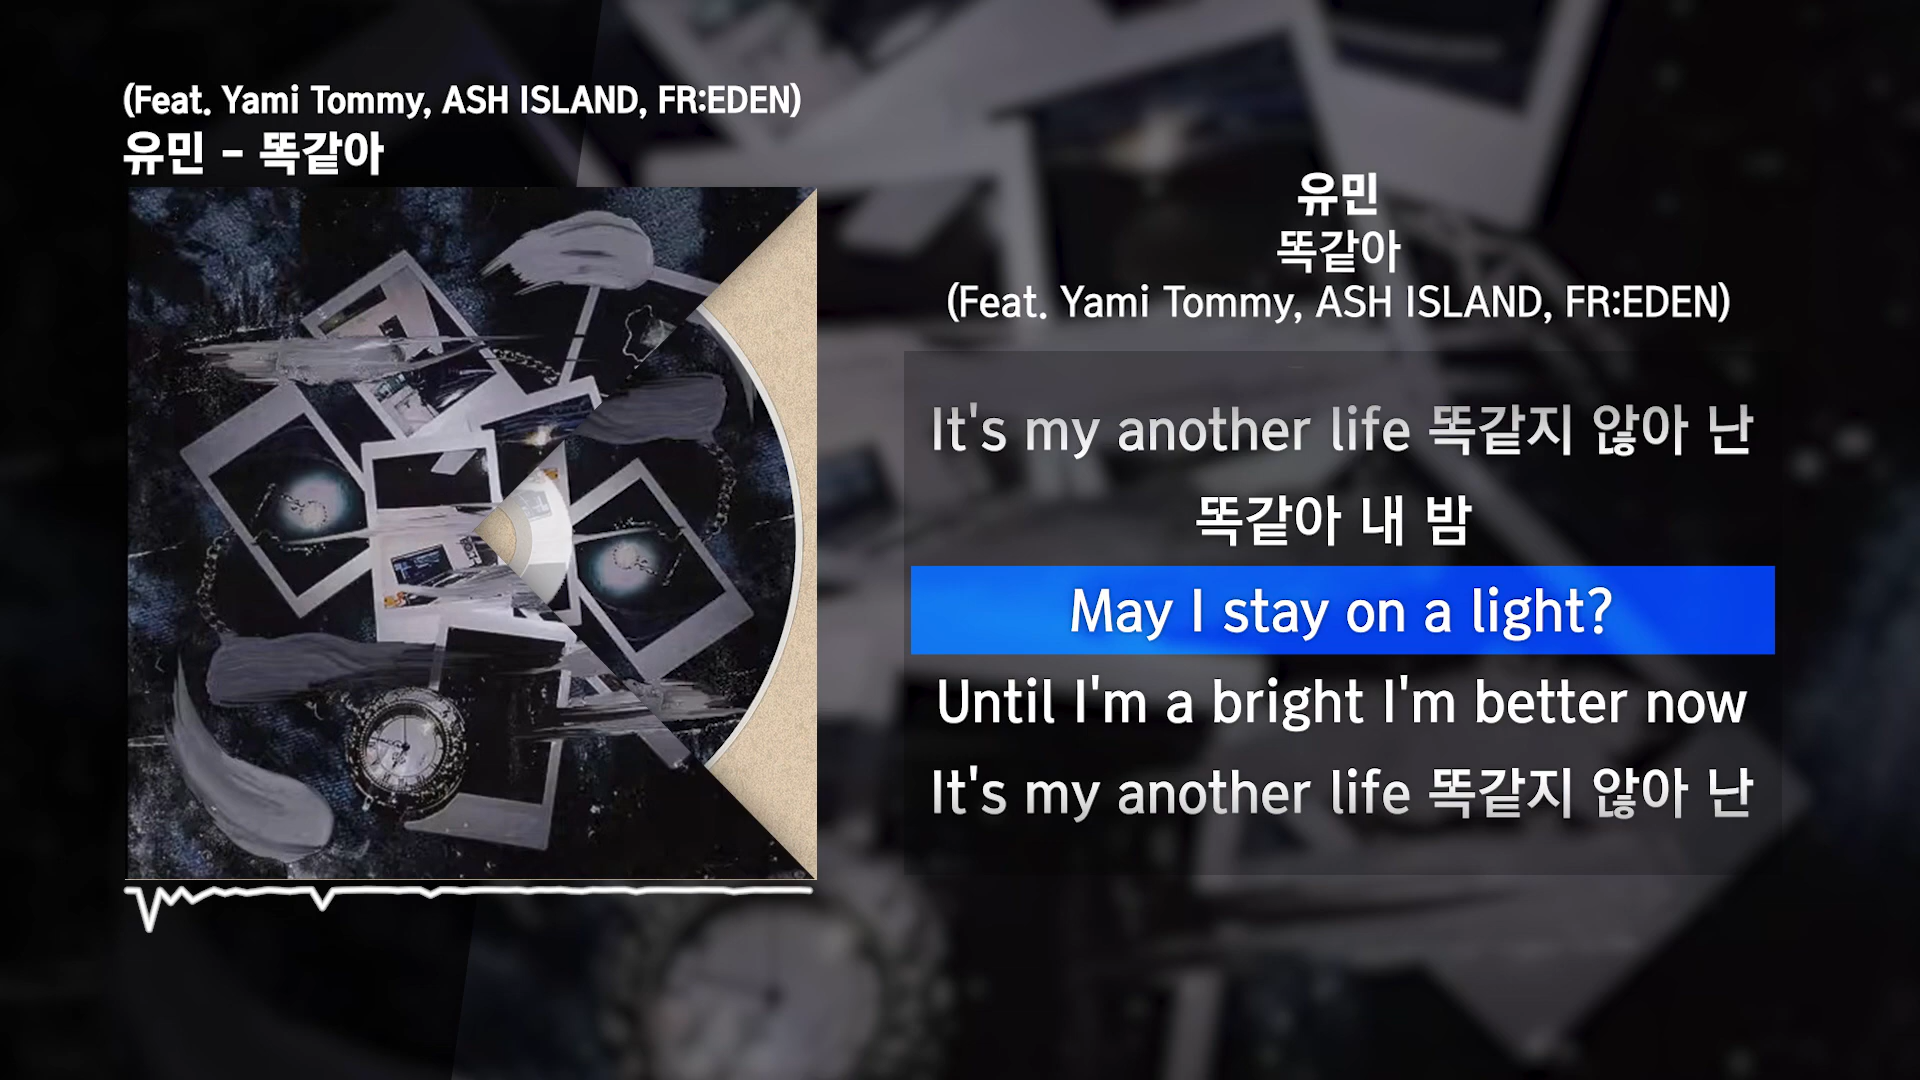 (Feat. Yami Tommy, ASH ISLAND, FR:EDEN)
유민 - 똑같아
유민
똑같아
(Feat. Yami Tommy, ASH ISLAND, FR:EDEN)
It's my another life 똑같지 않아 난
똑같아 내 밤
May I stay on a light?
Until I'm a bright I'm better now
It's my another life 똑같지 않아 난